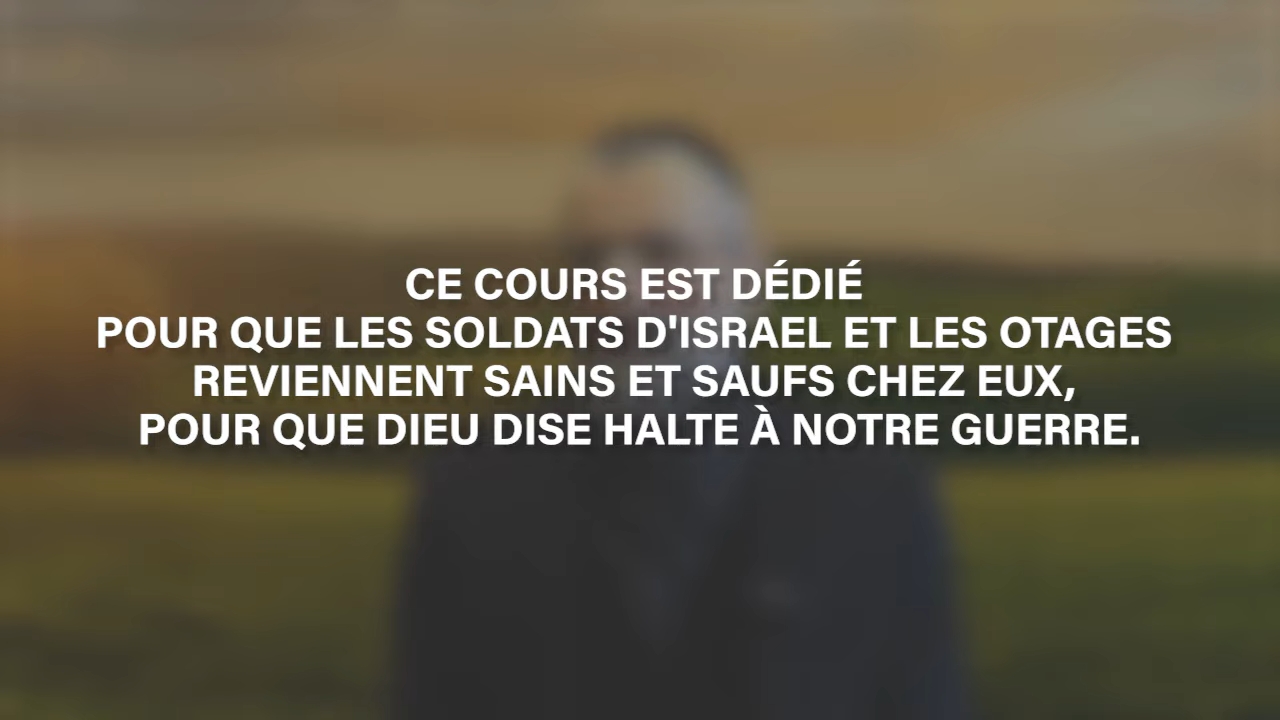 CE COURS EST DÉDIÉ
POUR QUE LES SOLDATS D'ISRAEL ET LES OTAGES
REVIENNENT SAINS ET SAUFS CHEZ EUX,
POUR QUE DIEU DISE HALTE À NOTRE GUERRE.